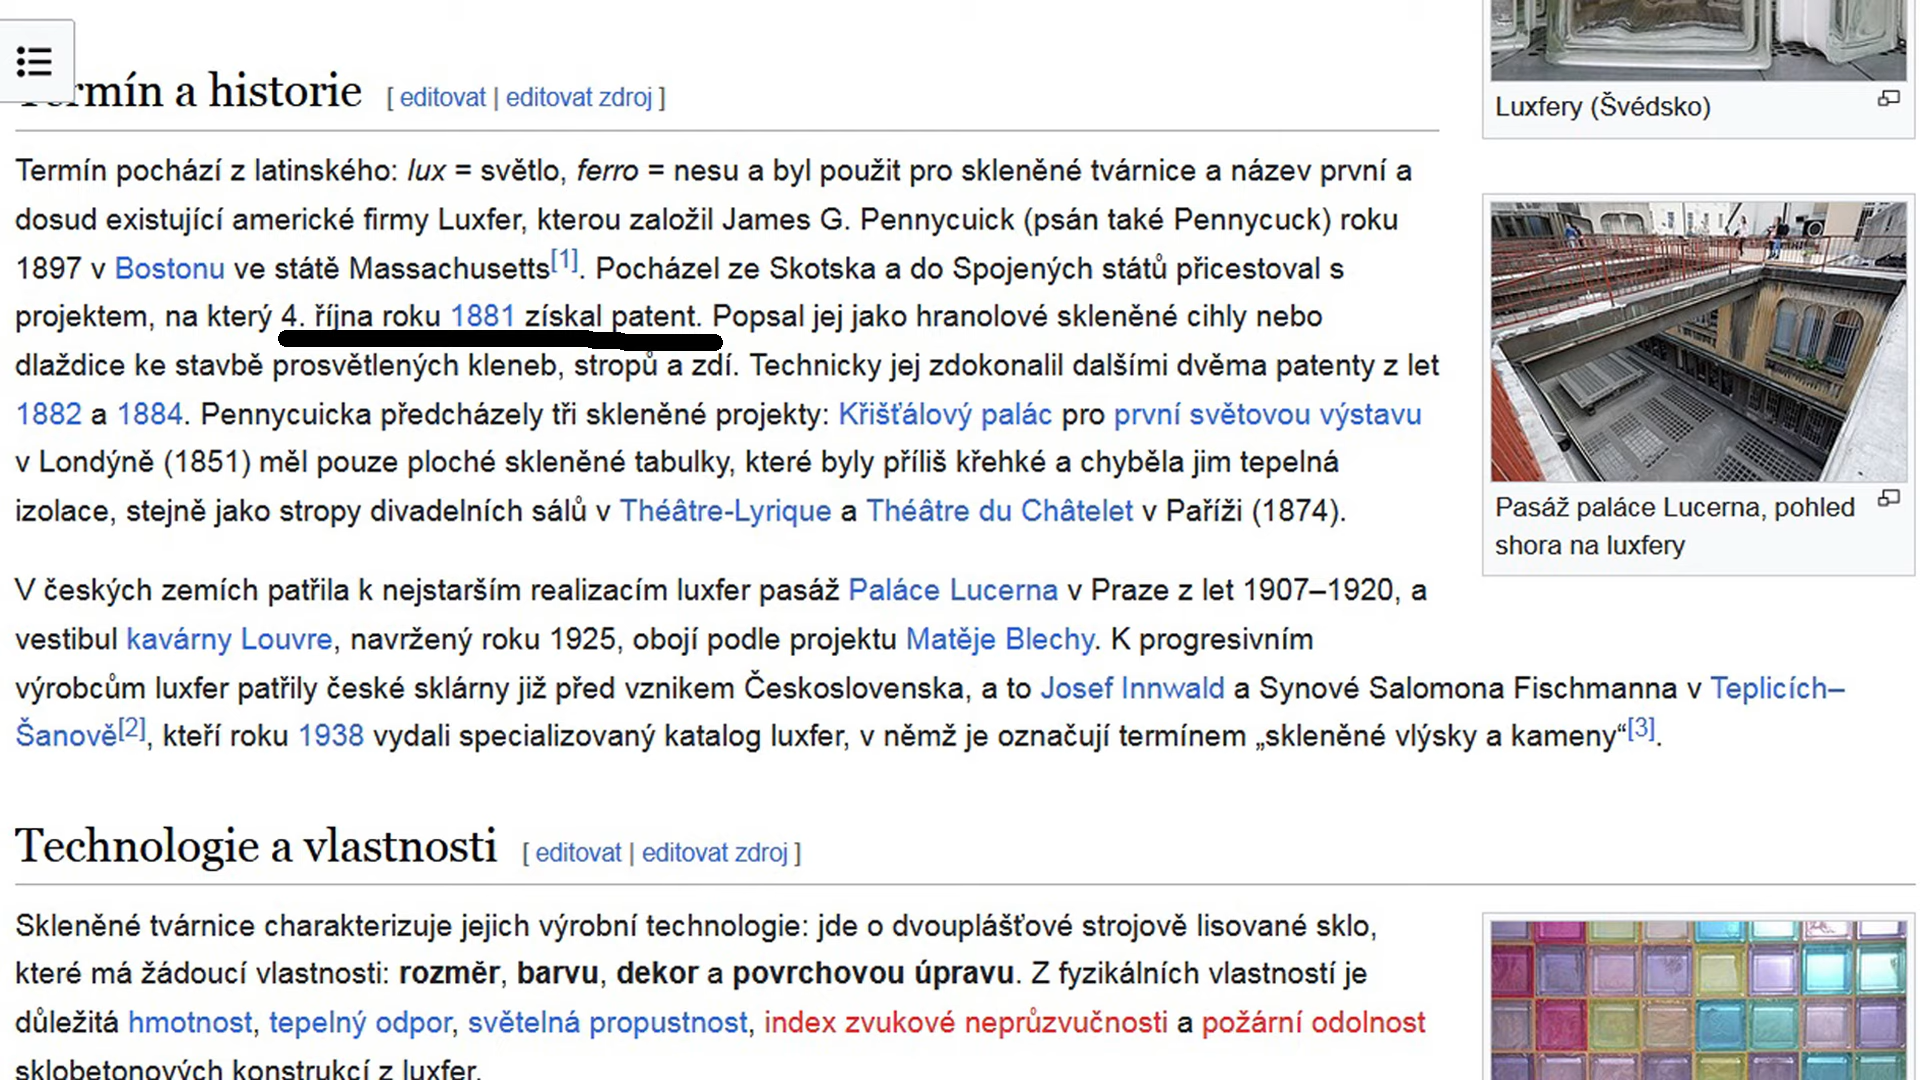 Termín a historie [ editovat | editovat zdroj ]
Termín pochází z latinského: lux = světlo, ferro = nesu a byl použit pro skleněné tvárnice a název první a
dosud existující americké firmy Luxfer, kterou založil James G. Pennycuick (psán také Pennycuck) roku
1897 v Bostonu ve státě Massachusetts[1]. Pocházel ze Skotska a do Spojených států přicestoval s
projektem, na který 4. října roku 1881 získal patent. Popsal jej jako hranolové skleněné cihly nebo
dlaždice ke stavbě prosvětlených kleneb, stropů a zdí. Technicky jej zdokonalil dalšími dvěma patenty z let
1882 a 1884. Pennycuicka předcházely tři skleněné projekty: Křišťálový palác pro první světovou výstavu
v Londýně (1851) měl pouze ploché skleněné tabulky, které byly příliš křehké a chyběla jim tepelná
izolace, stejně jako stropy divadelních sálů v Théâtre-Lyrique a Théâtre du Châtelet v Paříži (1874).
V českých zemích patřila k nejstarším realizacím luxfer pasáž Paláce Lucerna v Praze z let 1907–1920, a
vestibul kavárny Louvre, navržený roku 1925, obojí podle projektu Matěje Blechy. K progresivním
výrobcům luxfer patřily české sklárny již před vznikem Československa, a to Josef Innwald a Synové Salomona Fischmanna v Teplicích–
Šanově[2], kteří roku 1938 vydali specializovaný katalog luxfer, v němž je označují termínem „skleněné vlýsky a kameny“[3].
Technologie a vlastnosti [ editovat | editovat zdroj ]
Skleněné tvárnice charakterizuje jejich výrobní technologie: jde o dvouplášťové strojově lisované sklo,
které má žádoucí vlastnosti: rozměr, barvu, dekor a povrchovou úpravu. Z fyzikálních vlastností je
důležitá hmotnost, tepelný odpor, světelná propustnost, index zvukové neprůzvučnosti a požární odolnost
sklobetonových konstrukcí z luxfer.
Luxfery (Švédsko)
Pasáž paláce Lucerna, pohled
shora na luxfery